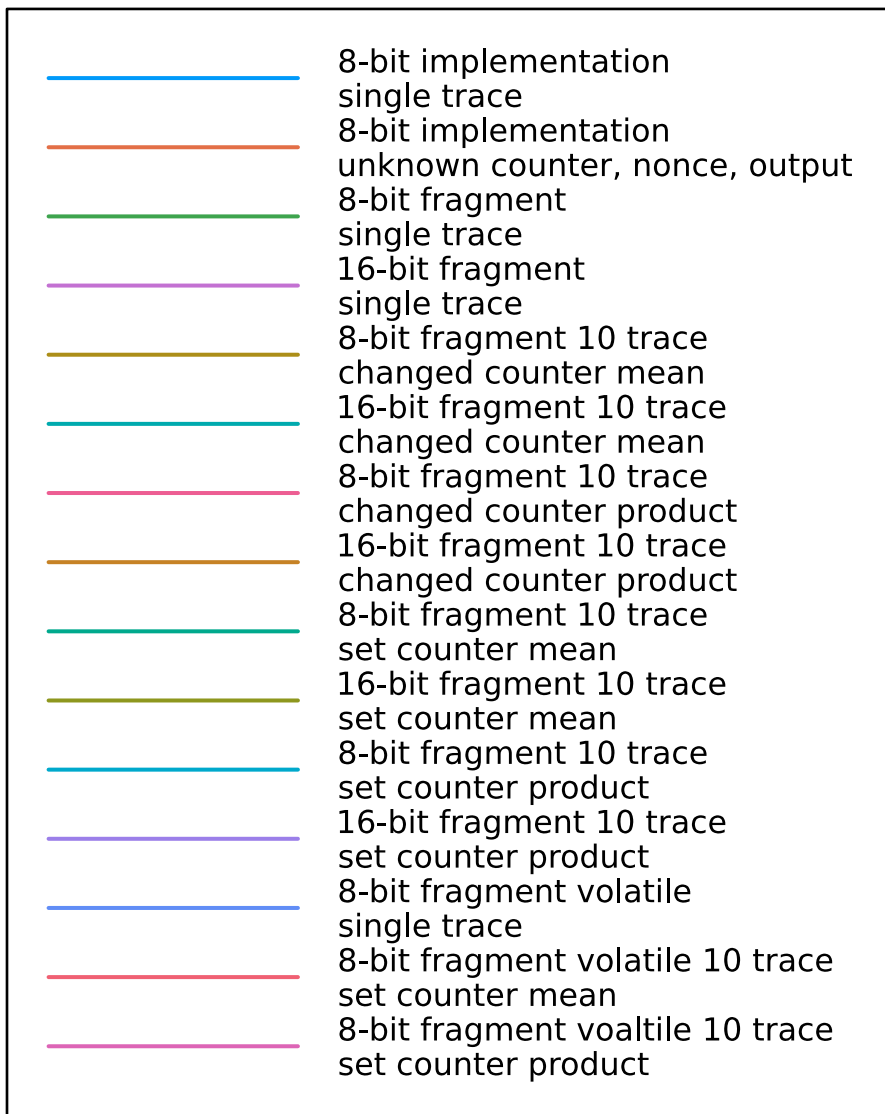 8-bit implementation
single trace
8-bit implementation
unknown counter, nonce, output
8-bit fragment
single trace
16-bit fragment
single trace
8-bit fragment 10 trace
changed counter mean
16-bit fragment 10 trace
changed counter mean
8-bit fragment 10 trace
changed counter product
16-bit fragment 10 trace
changed counter product
8-bit fragment 10 trace
set counter mean
16-bit fragment 10 trace
set counter mean
8-bit fragment 10 trace
set counter product
16-bit fragment 10 trace
set counter product
8-bit fragment volatile
single trace
8-bit fragment volatile 10 trace
set counter mean
8-bit fragment voaltile 10 trace
set counter product